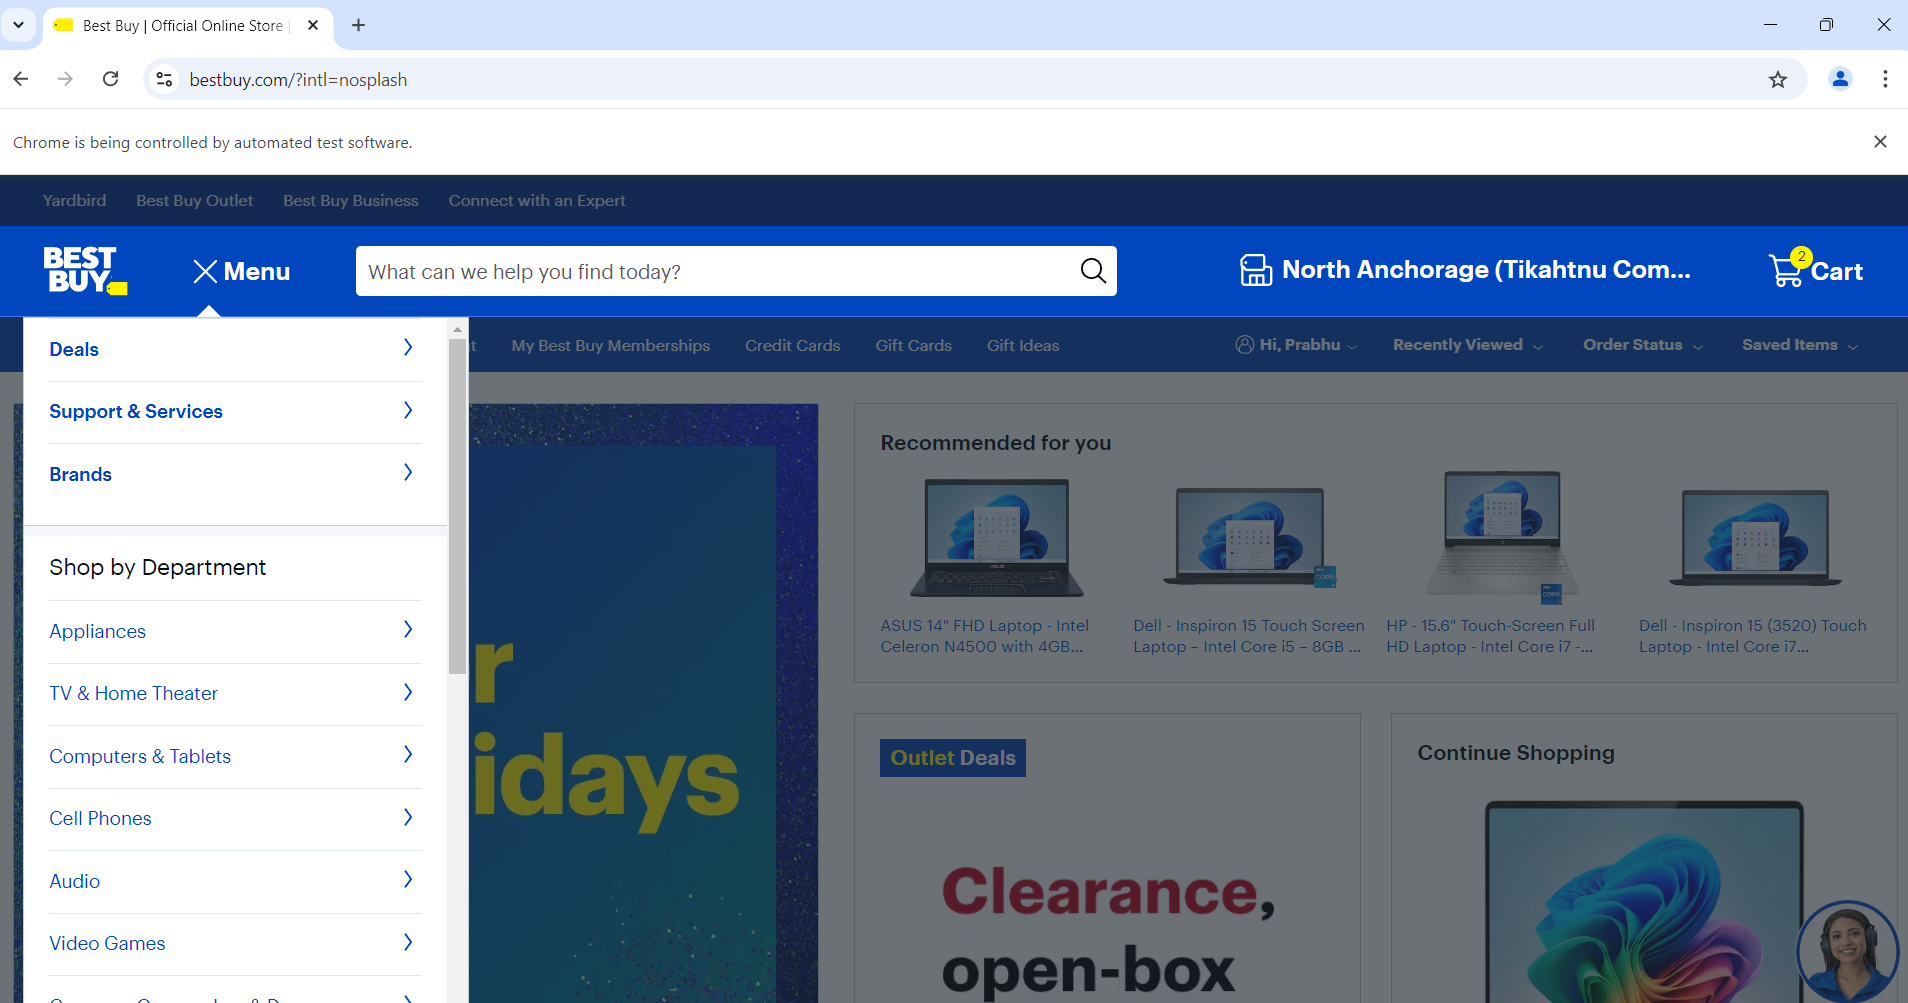 Best Buy | Official Online Store |
bestbuy.com/?intl=nosplash
Chrome is being controlled by automated test software.
Yardbird Best Buy Outlet Best Buy Business Connect with an Expert
BEST
BUY
Menu
What can we help you find today?
North Anchorage (Tikahtnu Com...
2
Cart
My Best Buy Memberships Credit Cards Gift Cards Gift Ideas
Hi, Prabhu Recently Viewed Order Status Saved Items
Deals
Support & Services
Brands
Shop by Department
Appliances
TV & Home Theater
Computers & Tablets
Cell Phones
Audio
Video Games
r
idays
Recommended for you
ASUS 14" FHD Laptop - Intel
Celeron N4500 with 4GB...
Dell - Inspiron 15 Touch Screen
Laptop – Intel Core i5 – 8GB ...
HP - 15.6" Touch-Screen Full
HD Laptop - Intel Core i7 -...
Dell - Inspiron 15 (3520) Touch
Laptop - Intel Core i7...
Outlet Deals
Clearance,
open-box
Continue Shopping